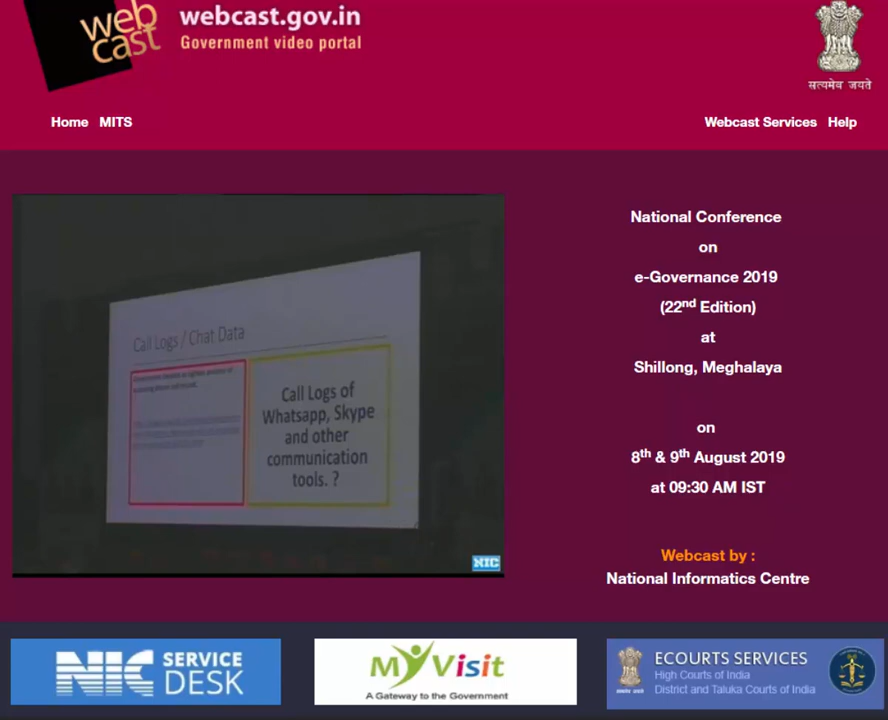 web
cast
webcast.gov.in
Government video portal
सत्यमेव जयते
Home MITS
Webcast Services Help
Call Logs / Chat Data
Call Logs of
Whatsapp, Skype
and other
communication
tools. ?
NIC
National Conference
on
e-Governance 2019
(22nd Edition)
at
Shillong, Meghalaya
on
8th & 9th August 2019
at 09:30 AM IST
Webcast by :
National Informatics Centre
NIC SERVICE
DESK
MyVisit
A Gateway to the Government
ECOURTS SERVICES
High Courts of India
District and Taluka Courts of India